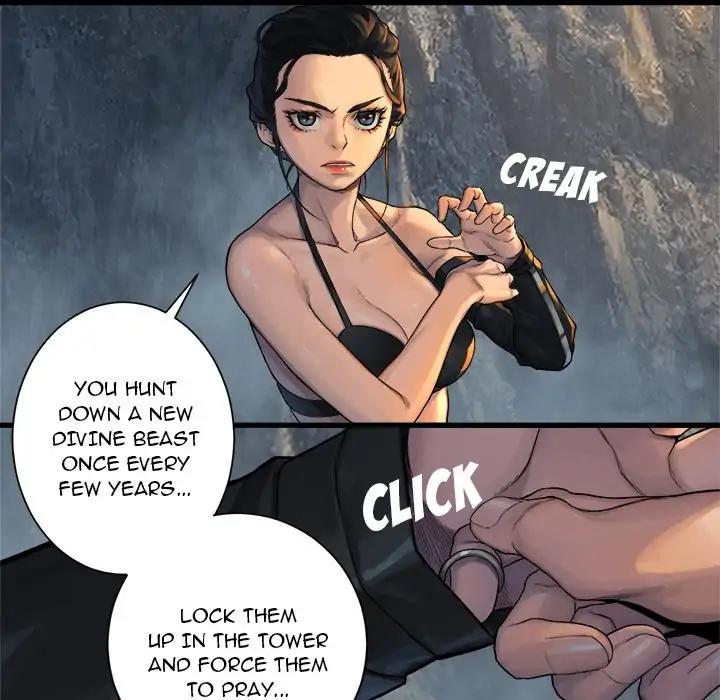 CREAK
YOU HUNT
DOWN A NEW
DIVINE BEAST
ONCE EVERY
FEW YEARS...
CLICK
LOCK THEM
UP IN THE TOWER
AND FORCE THEM
TO PRAY...